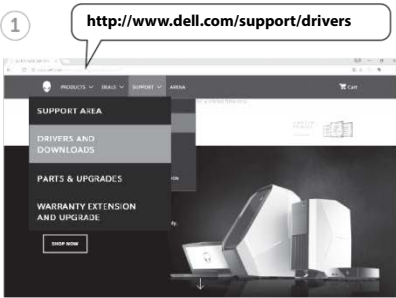 1
http://www.dell.com/support/drivers
PRODUCTS DEALS SUPPORT ARENA Cart
SUPPORT AREA
DRIVERS AND
DOWNLOADS
PARTS & UPGRADES
WARRANTY EXTENSION
AND UPGRADE
SHOP NOW